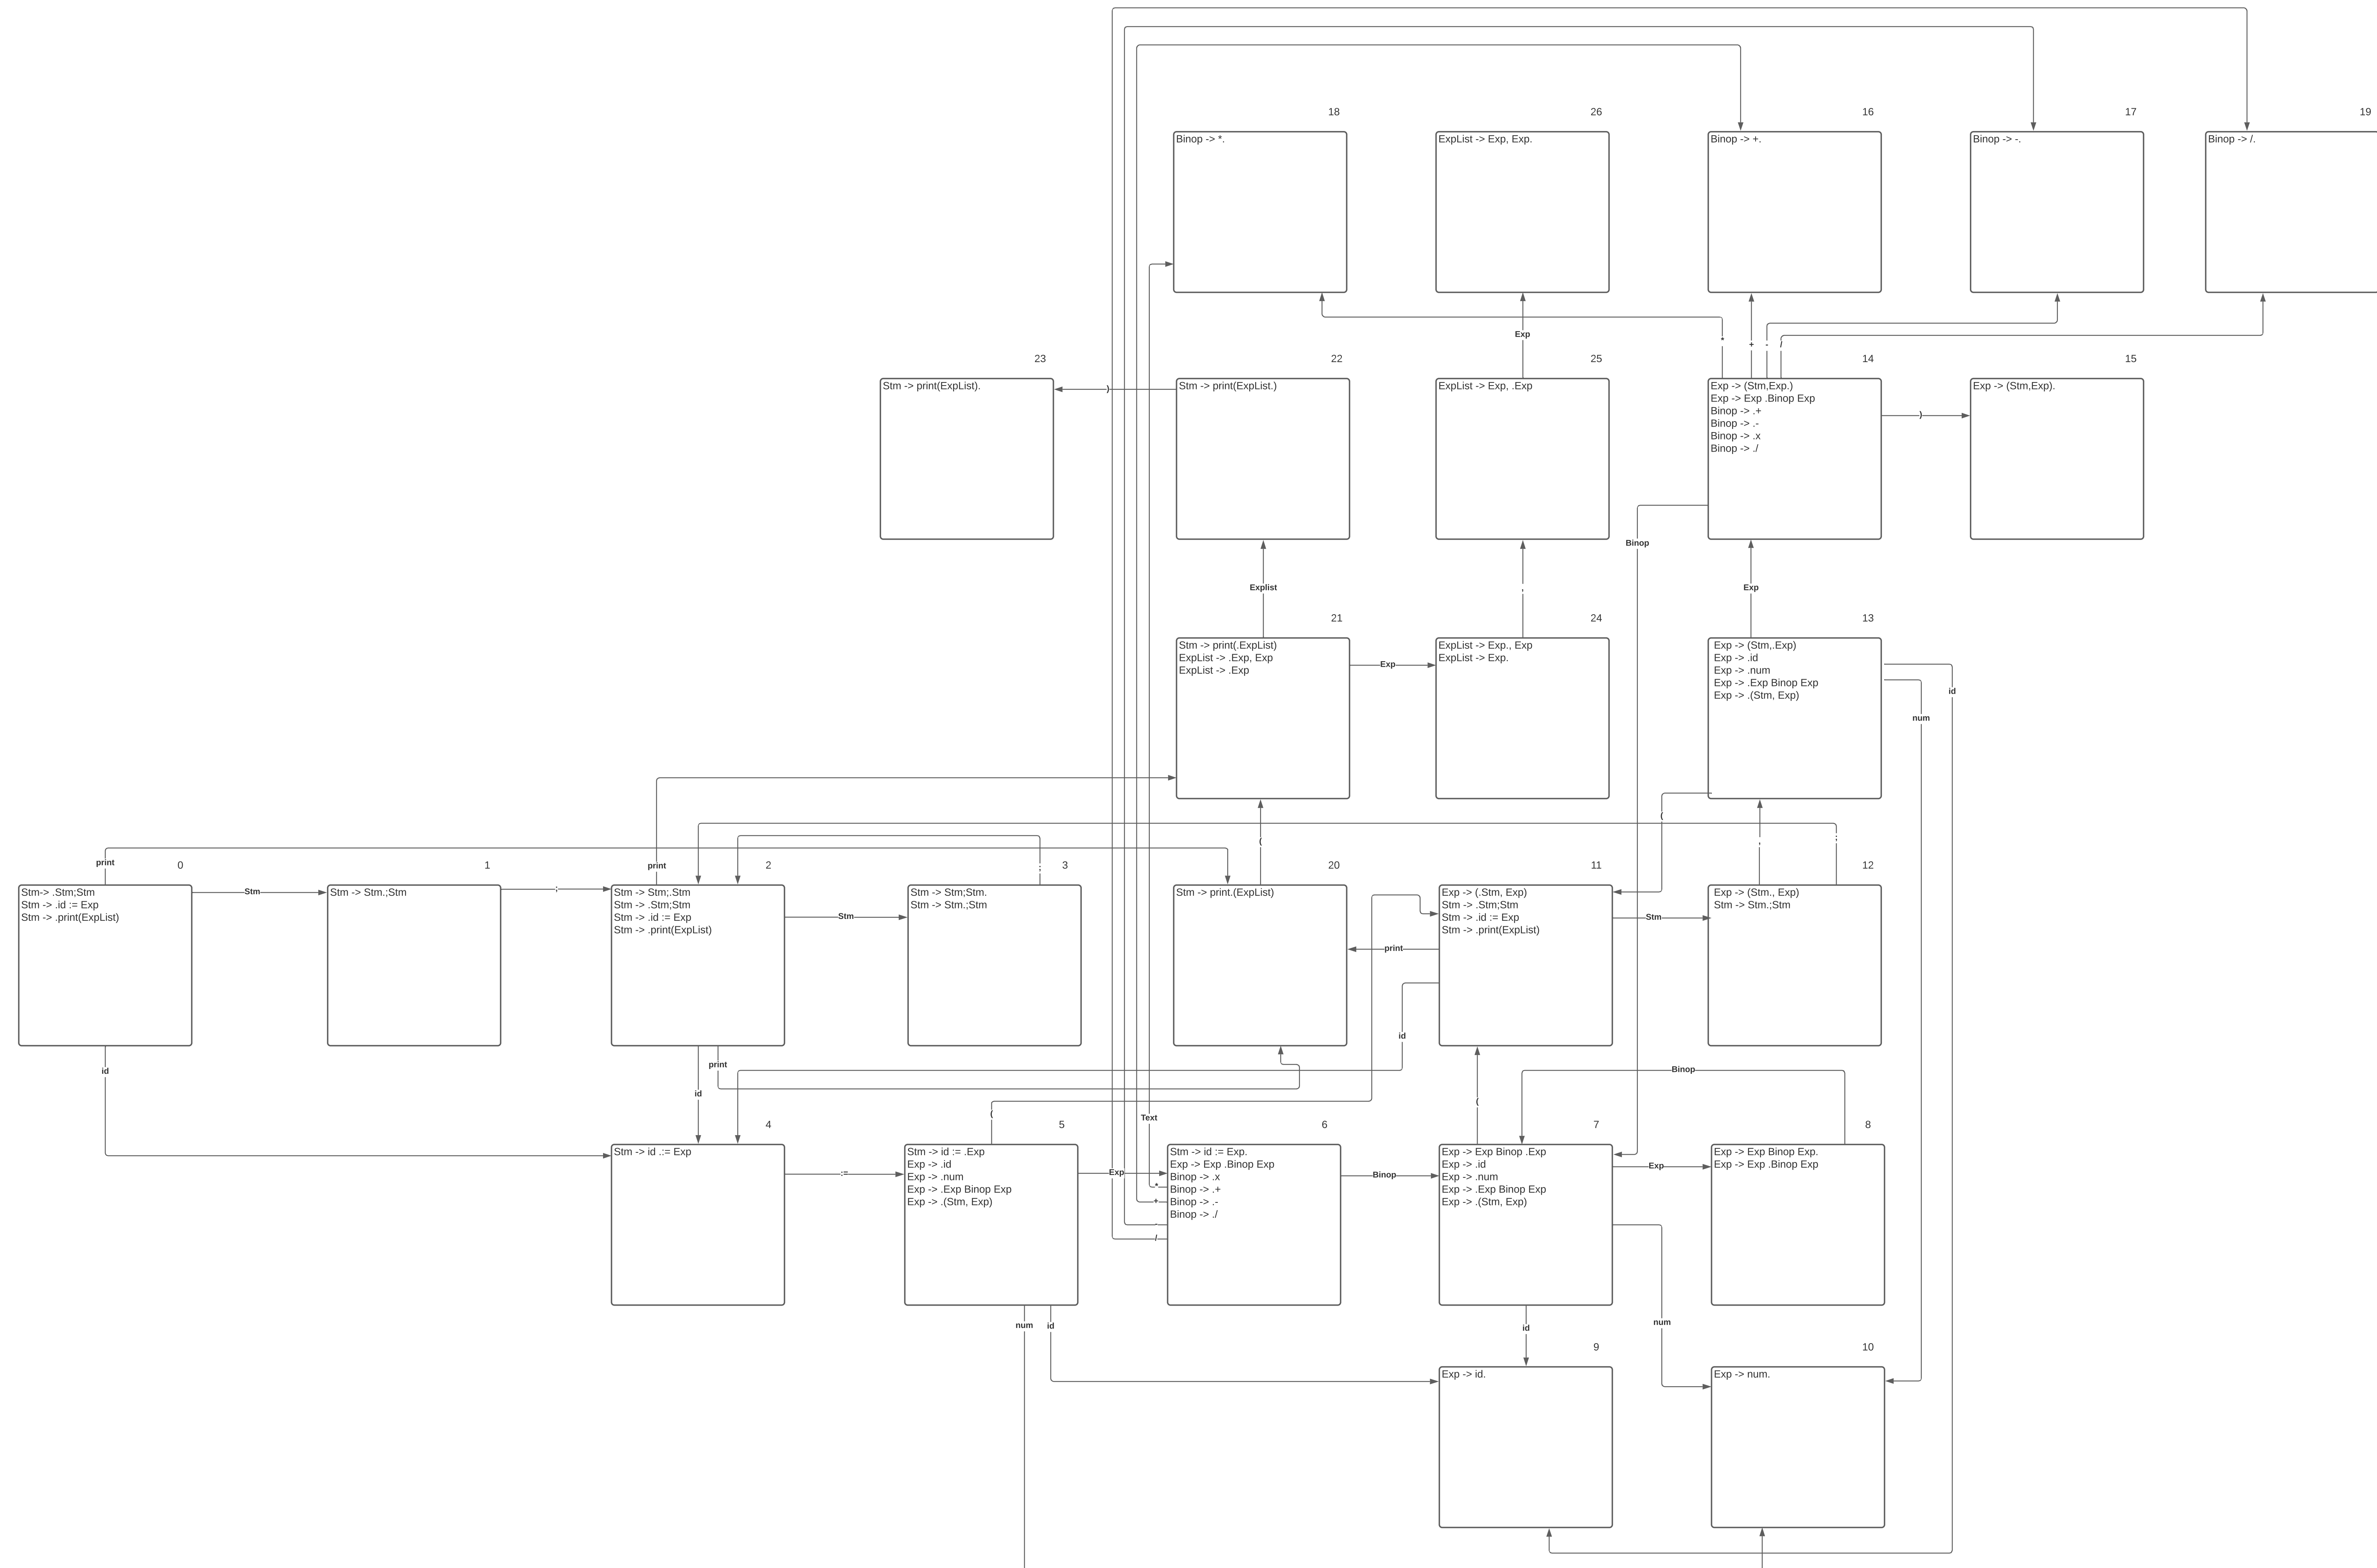 18
26
16
17
19
Binop -> *.
ExpList -> Exp, Exp.
Binop -> +.
Binop -> -.
Binop -> /.
Exp
*
+
-
/
23
22
25
14
15
Stm -> print(ExpList).
)
Stm -> print(ExpList.)
ExpList -> Exp, .Exp
Exp -> (Stm,Exp.)
Exp -> Exp .Binop Exp
Binop -> .+
Binop -> .-
Binop -> .x
Binop -> ./
)
Exp -> (Stm,Exp).
Binop
Explist
,
Exp
21
24
13
Stm -> print(.ExpList)
ExpList -> .Exp, Exp
ExpList -> .Exp
Exp
ExpList -> Exp., Exp
ExpList -> Exp.
Exp -> (Stm,.Exp)
Exp -> .id
Exp -> .num
Exp -> .Exp Binop Exp
Exp -> .(Stm, Exp)
id
num
(
(
,
;
print
print
;
0
1
2
3
20
11
12
Stm-> .Stm;Stm
Stm -> .id := Exp
Stm -> .print(ExpList)
Stm
Stm -> Stm.;Stm
;
Stm -> Stm;.Stm
Stm -> .Stm;Stm
Stm -> .id := Exp
Stm -> .print(ExpList)
Stm
Stm -> Stm;Stm.
Stm -> Stm.;Stm
Stm -> print.(ExpList)
print
Exp -> (.Stm, Exp)
Stm -> .Stm;Stm
Stm -> .id := Exp
Stm -> .print(ExpList)
Stm
Exp -> (Stm., Exp)
Stm -> Stm.;Stm
id
id
print
id
(
Text
(
Binop
4
5
6
7
8
Stm -> id .:= Exp
:=
Stm -> id := .Exp
Exp -> .id
Exp -> .num
Exp -> .Exp Binop Exp
Exp -> .(Stm, Exp)
Exp
*
+
-
/
Stm -> id := Exp.
Exp -> Exp .Binop Exp
Binop -> .x
Binop -> .+
Binop -> .-
Binop -> ./
Binop
Exp -> Exp Binop .Exp
Exp -> .id
Exp -> .num
Exp -> .Exp Binop Exp
Exp -> .(Stm, Exp)
Exp
Exp -> Exp Binop Exp.
Exp -> Exp .Binop Exp
num
id
id
num
9
10
Exp -> id.
Exp -> num.